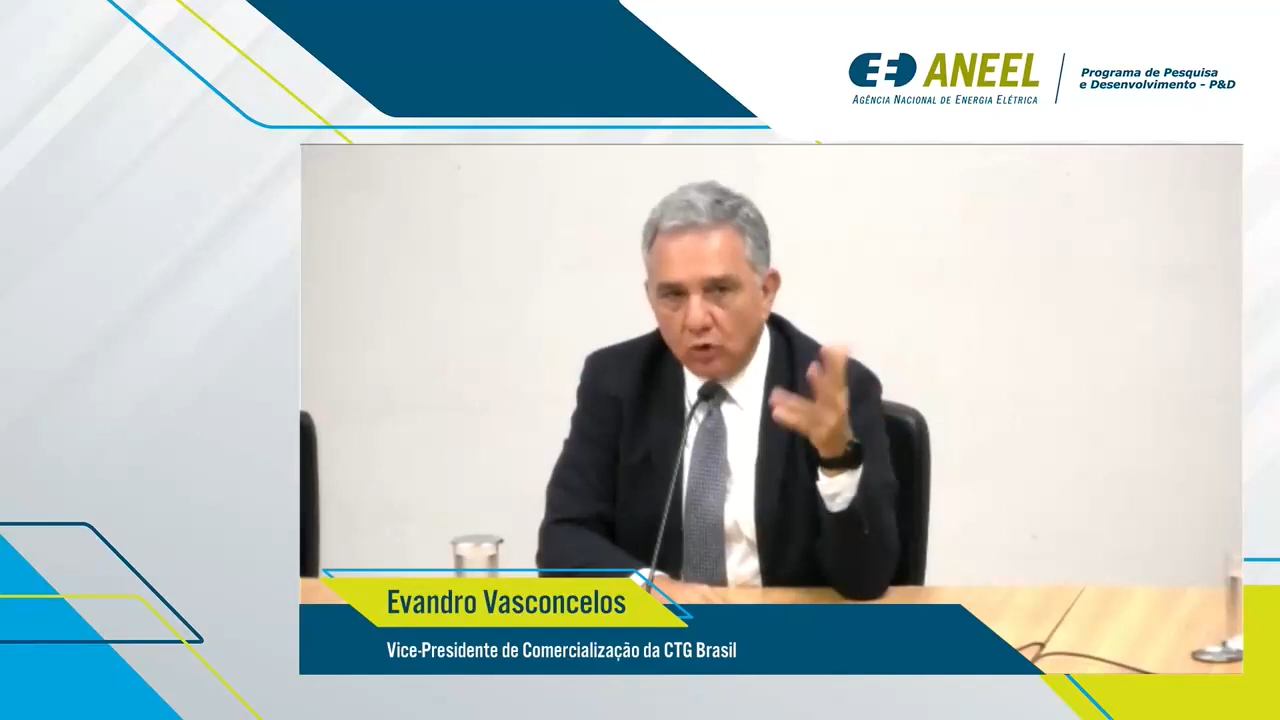 ANEEL
AGÊNCIA NACIONAL DE ENERGIA ELÉTRICA
Programa de Pesquisa
e Desenvolvimento - P&D
Evandro Vasconcelos
Vice-Presidente de Comercialização da CTG Brasil